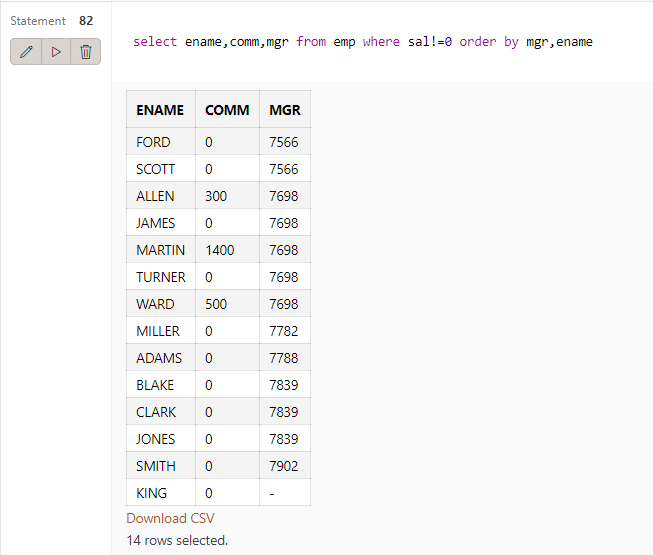 Statement 82
select ename,comm,mgr from emp where sal!=0 order by mgr,ename
ENAME COMM MGR
FORD 0 7566
SCOTT 0 7566
ALLEN 300 7698
JAMES 0 7698
MARTIN 1400 7698
TURNER 0 7698
WARD 500 7698
MILLER 0 7782
ADAMS 0 7788
BLAKE 0 7839
CLARK 0 7839
JONES 0 7839
SMITH 0 7902
KING 0 -
Download CSV
14 rows selected.